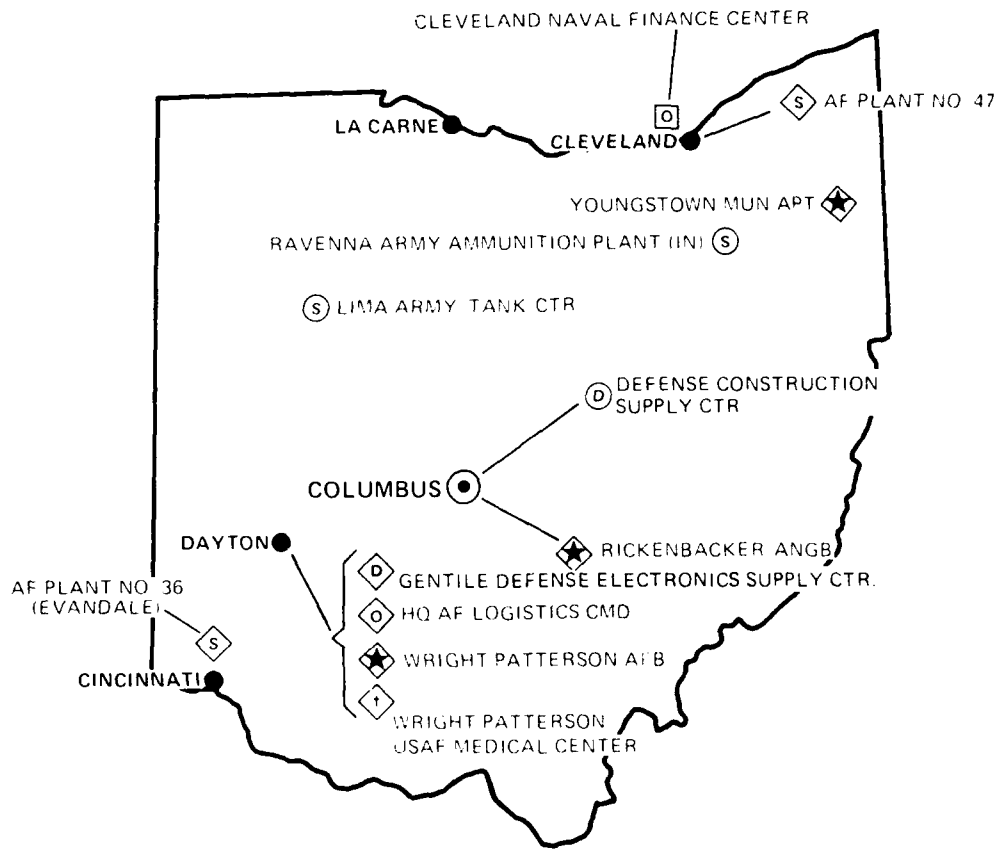 CLEVELAND NAVAL FINANCE CENTER
S
AF PLANT NO 47
O
LA CARNE
CLEVELAND
YOUNGSTOWN MUN APT
RAVENNA ARMY AMMUNITION PLANT (IN)
S
S
LIMA ARMY TANK CTR
D
DEFENSE CONSTRUCTION
SUPPLY CTR
COLUMBUS
DAYTON
RICKENBACKER ANGB
D
GENTILE DEFENSE ELECTRONICS SUPPLY CTR.
AF PLANT NO 36
(EVANDALE)
O
HQ AF LOGISTICS CMD
S
WRIGHT PATTERSON AFB
CINCINNATI
WRIGHT PATTERSON
USAF MEDICAL CENTER